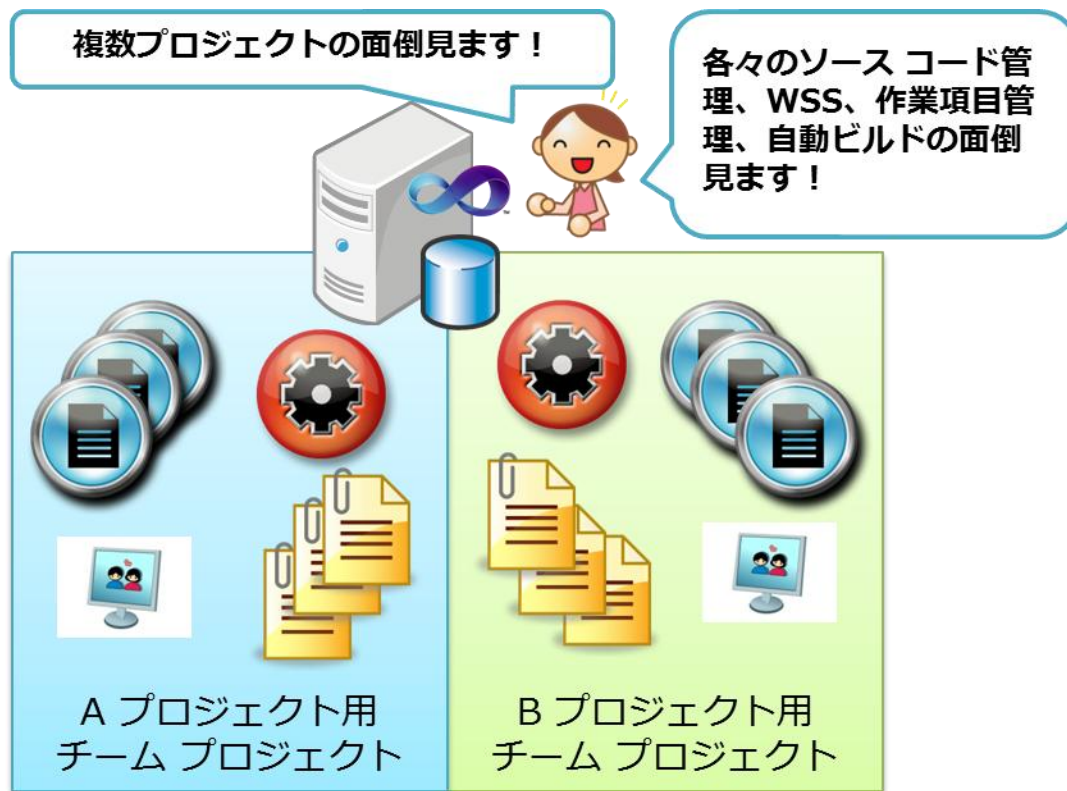 複数プロジェクトの面倒見ます！
各々のソース コード管
理、WSS、作業項目管
理、自動ビルドの面倒
見ます！
A プロジェクト用
チーム プロジェクト
B プロジェクト用
チーム プロジェクト